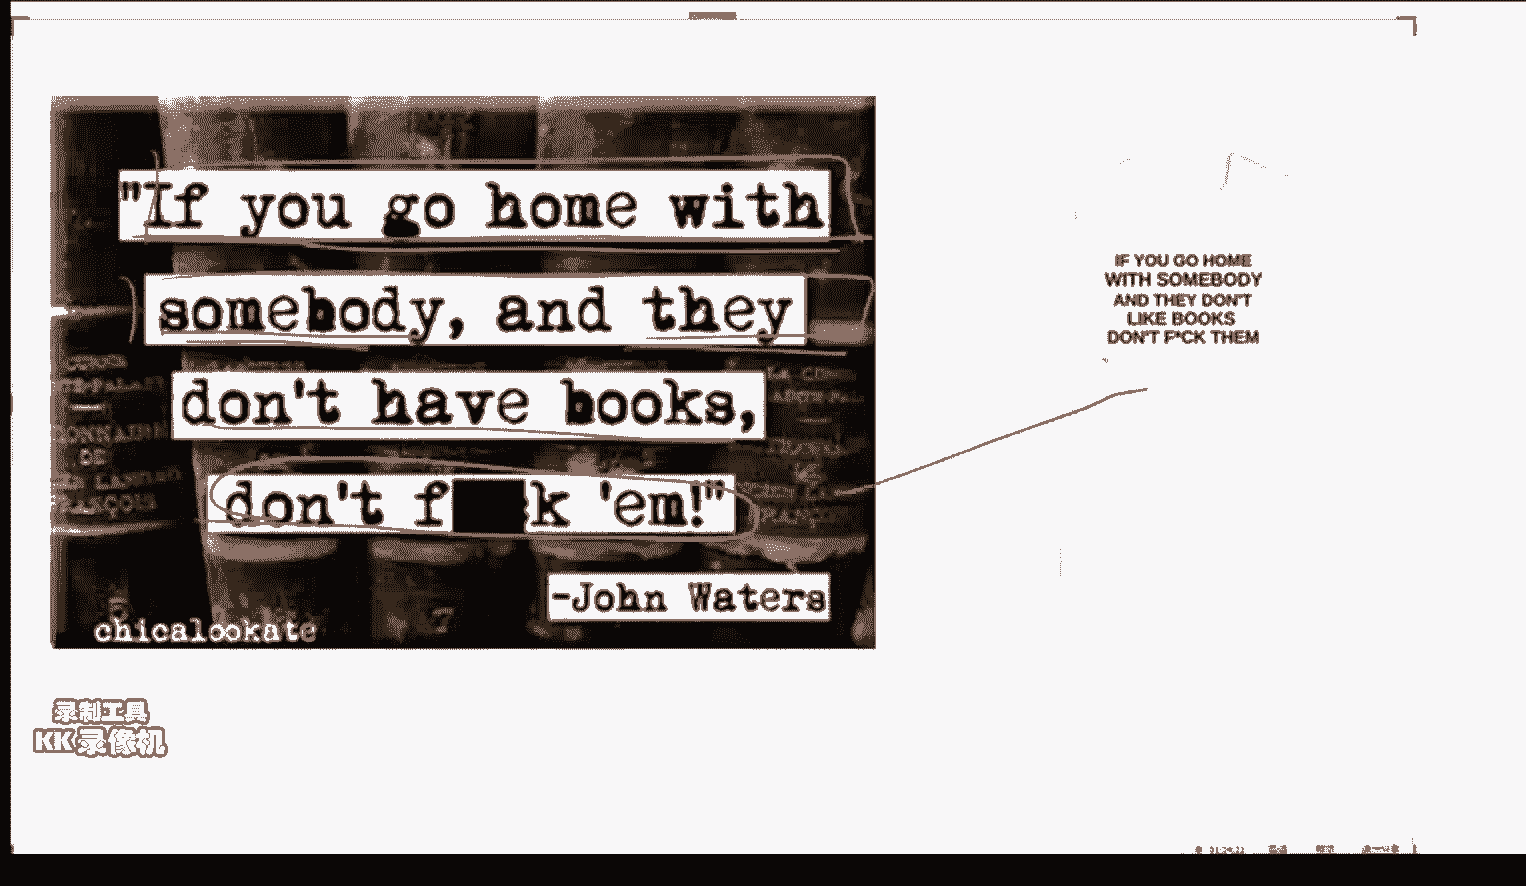 "If you go home with
somebody, and they
don't have books,
don't f k 'em!"
-John Waters
chicalookate
IF YOU GO HOME
WITH SOMEBODY
AND THEY DON'T
LIKE BOOKS
DON'T F*CK THEM
录制工具
KK录像机